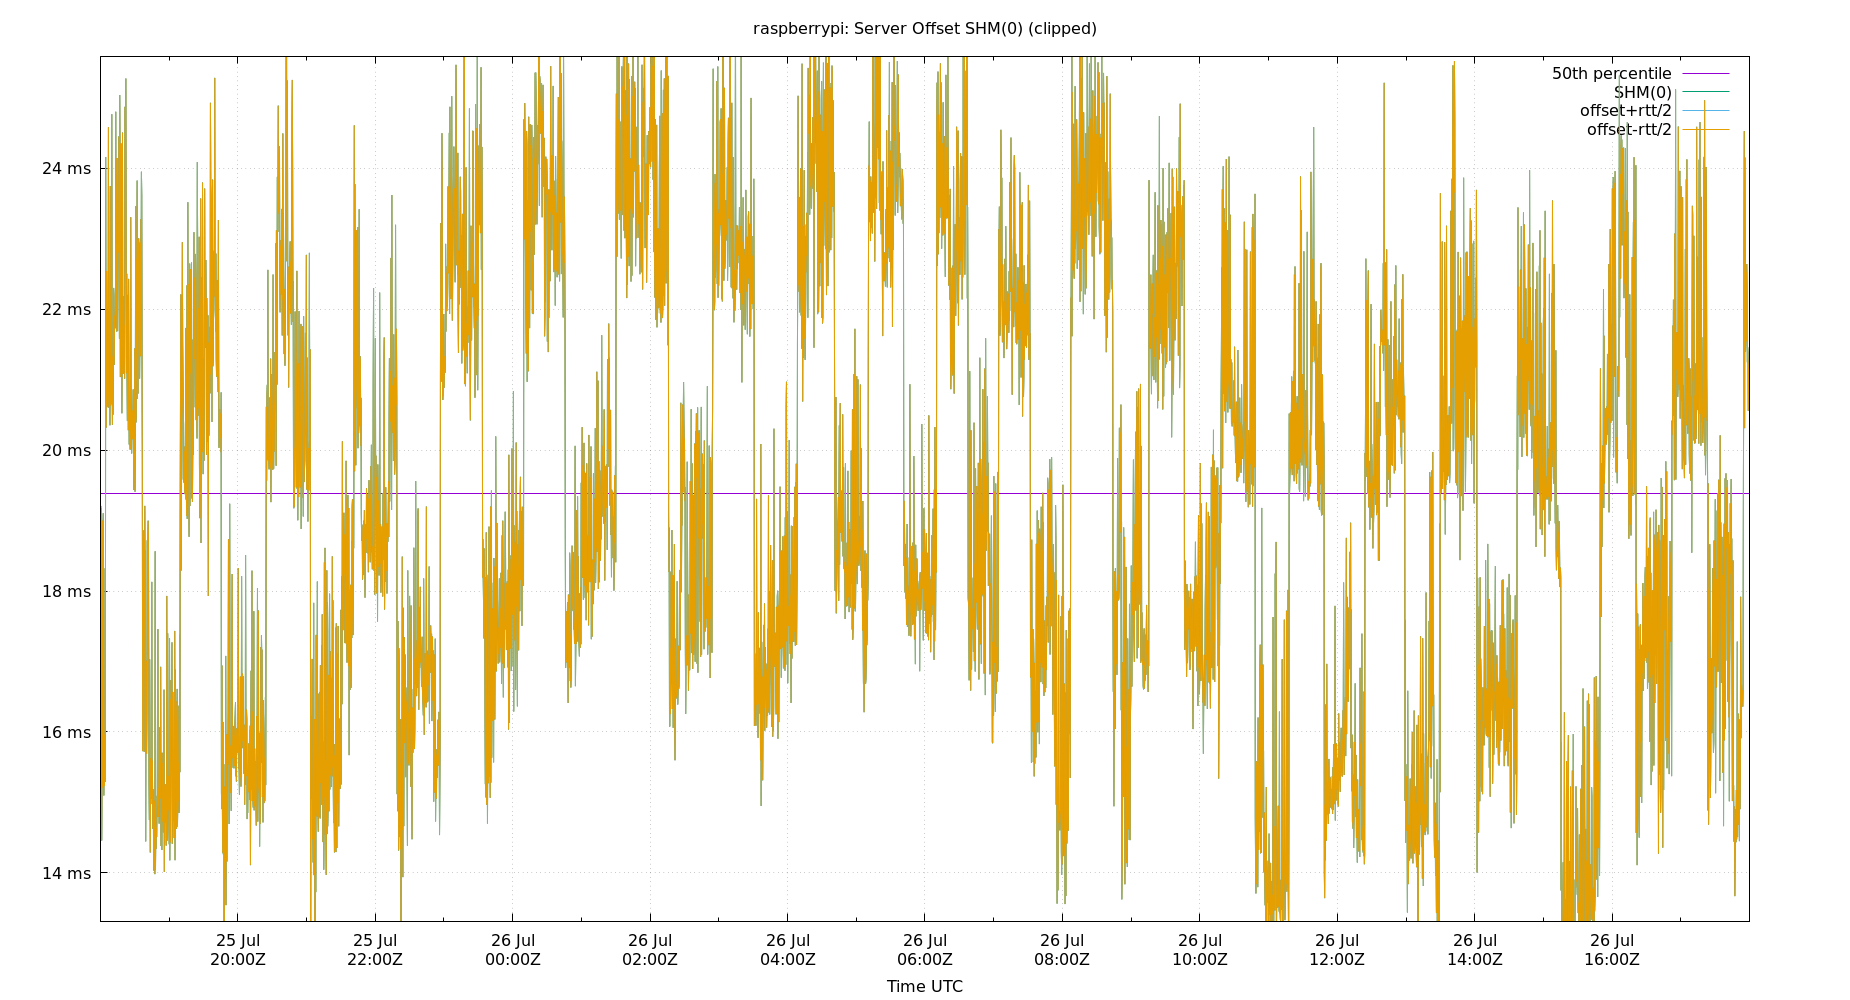 raspberrypi: Server Offset SHM(0) (clipped)
50th percentile
SHM(0)
offset+rtt/2
offset-rtt/2
24 ms
22 ms
20 ms
18 ms
16 ms
14 ms
25 Jul 25 Jul 26 Jul 26 Jul 26 Jul 26 Jul 26 Jul 26 Jul 26 Jul 26 Jul 26 Jul
20:00Z 22:00Z 00:00Z 02:00Z 04:00Z 06:00Z 08:00Z 10:00Z 12:00Z 14:00Z 16:00Z
Time UTC